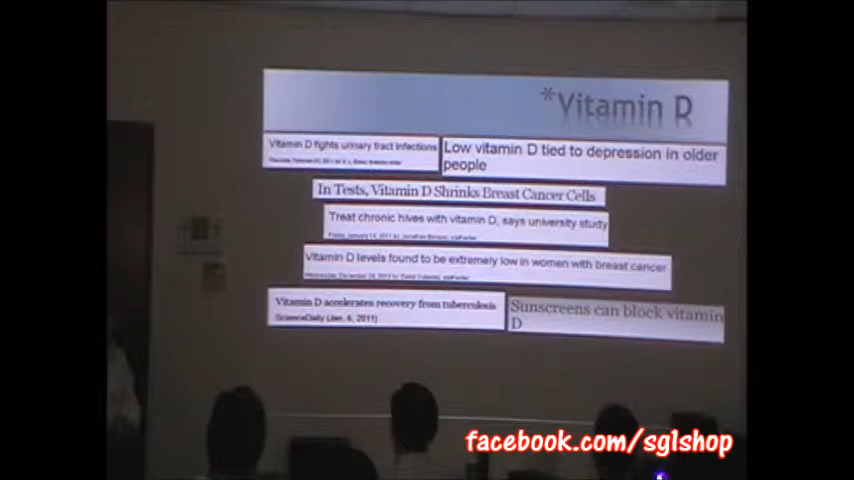 *Vitamin D
Vitamin D fights urinary tract infections
Low vitamin D tied to depression in older
people
In Tests, Vitamin D Shrinks Breast Cancer Cells
Treat chronic hives with vitamin D, says university study
Vitamin D levels found to be extremely low in women with breast cancer
Vitamin D accelerates recovery from tuberculosis
ScienceDaily (Jan. 6, 2011)
Sunscreens can block vitamin
D
facebook.com/sglshop